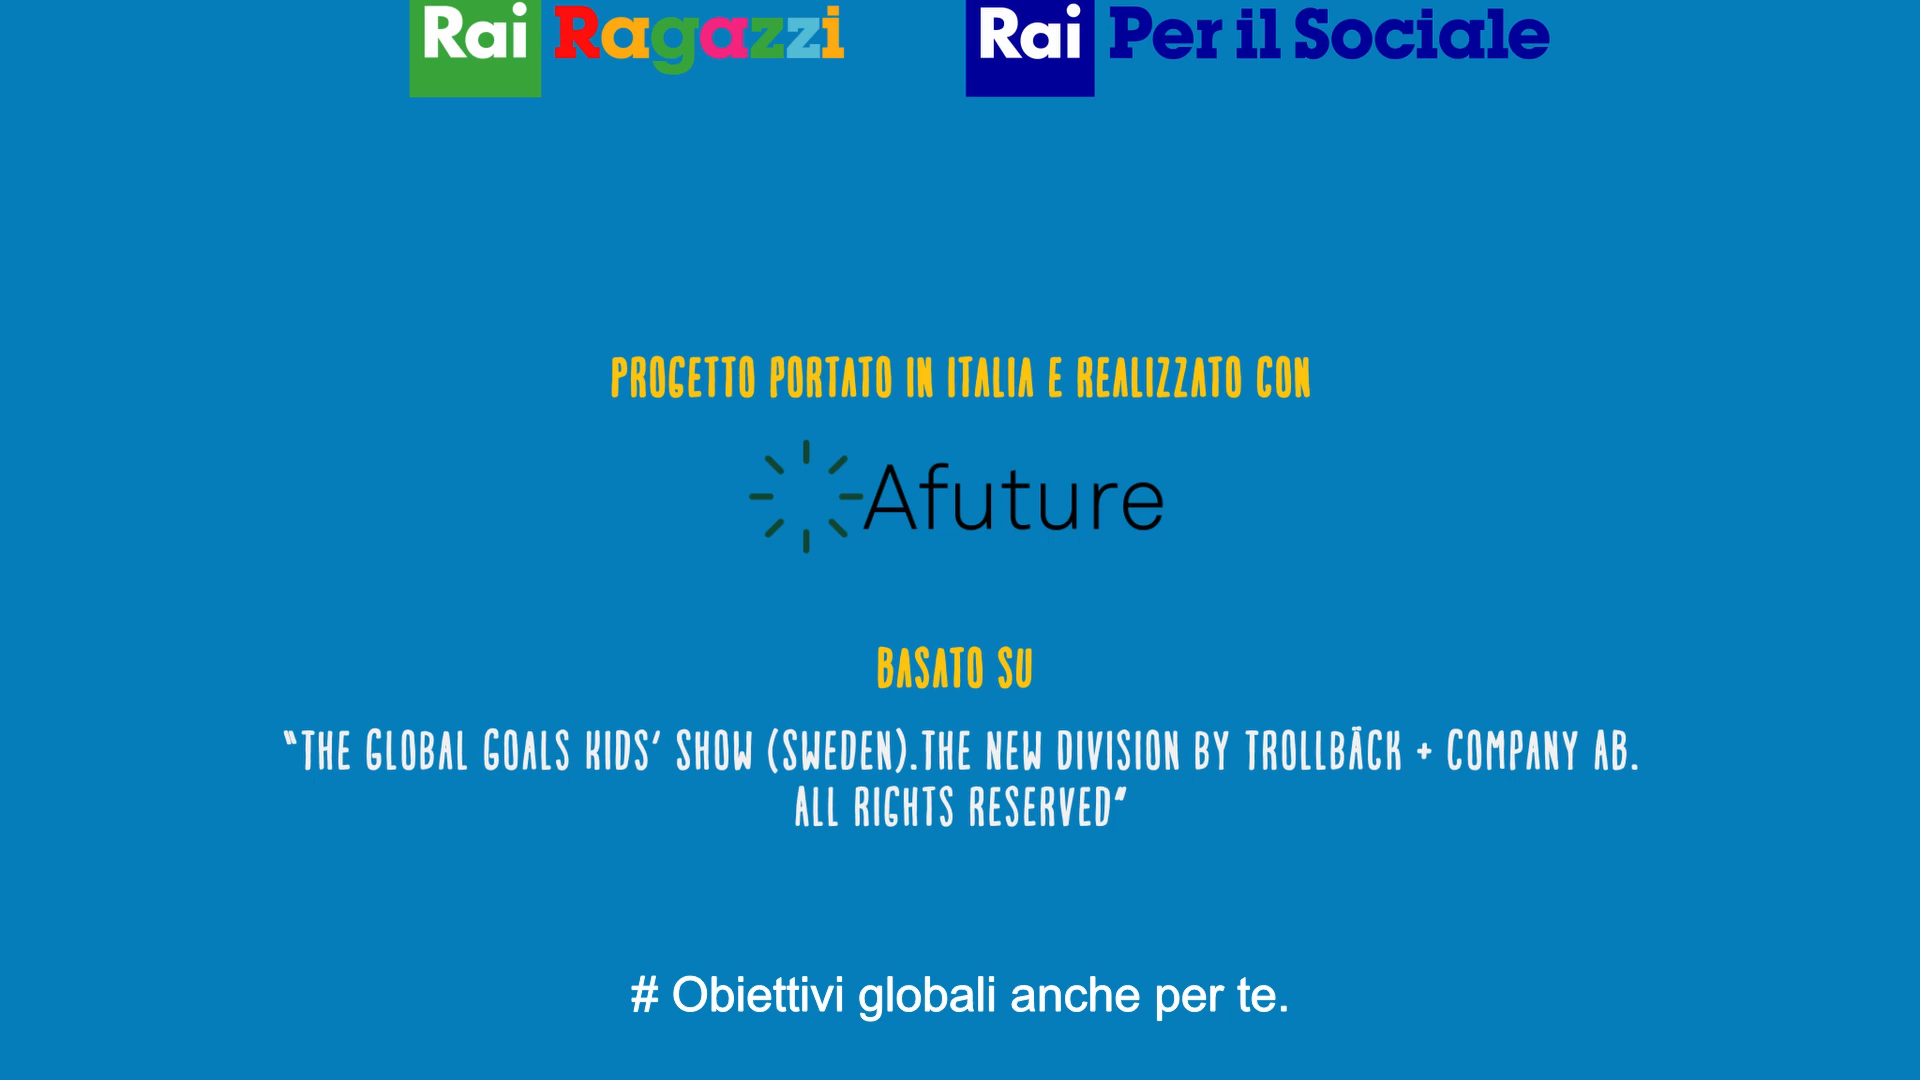 Rai Ragazzi Rai Per il Sociale
PROGETTO PORTATO IN ITALIA E REALIZZATO CON
Afuture
BASATO SU
“THE GLOBAL GOALS KIDS’ SHOW (SWEDEN).THE NEW DIVISION BY TROLLBÄCK + COMPANY AB.
ALL RIGHTS RESERVED”
# Obiettivi globali anche per te.